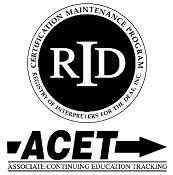 CERTIFICATION MAINTENANCE PROGRAM
RID
REGISTRY OF INTERPRETERS FOR THE DEAF, INC.
ACET
ASSOCIATE CONTINUING EDUCATION TRACKING